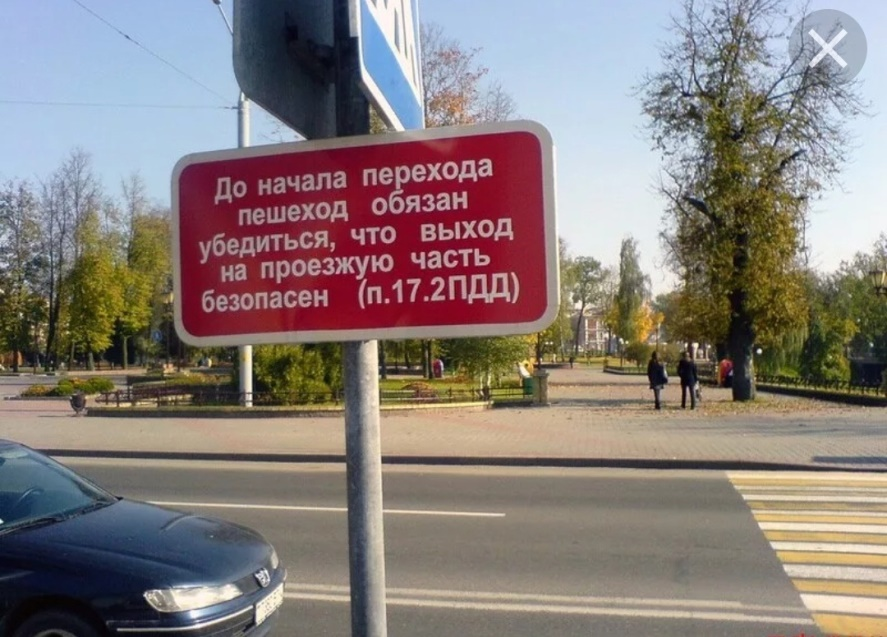 До начала перехода
пешеход обязан
убедиться, что выход
на проезжую часть
безопасен (п.17.2ПДД)